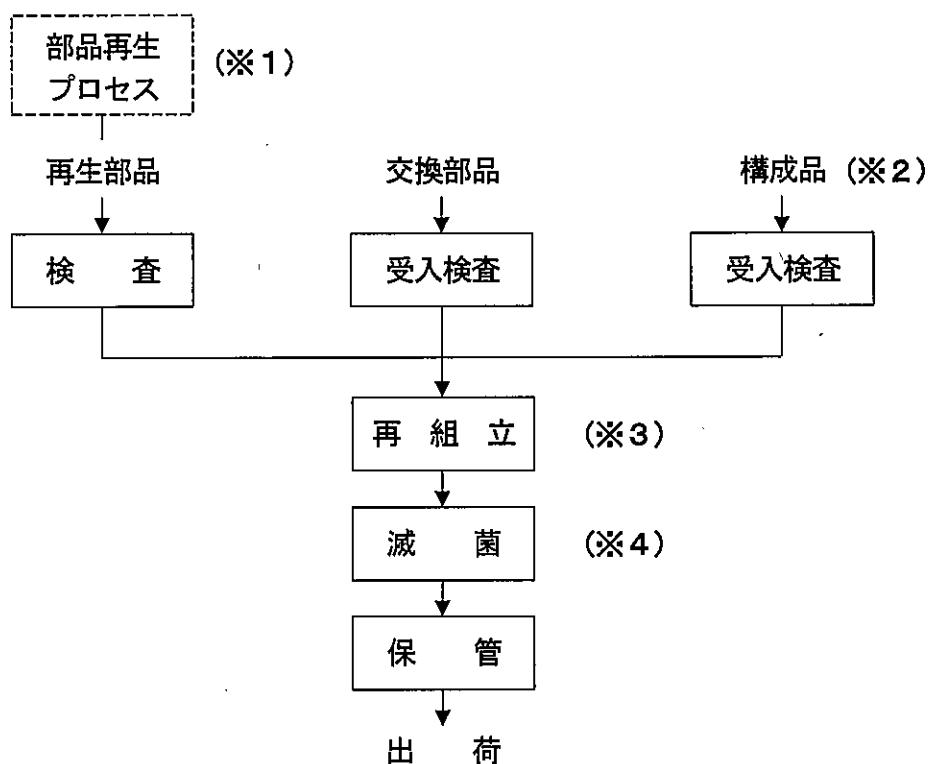 部品再生
プロセス
(※1)
再生部品
交換部品
構成品 (※2)
検 査
受入検査
受入検査
再 組 立
(※3)
滅 菌
(※4)
保 管
出 荷